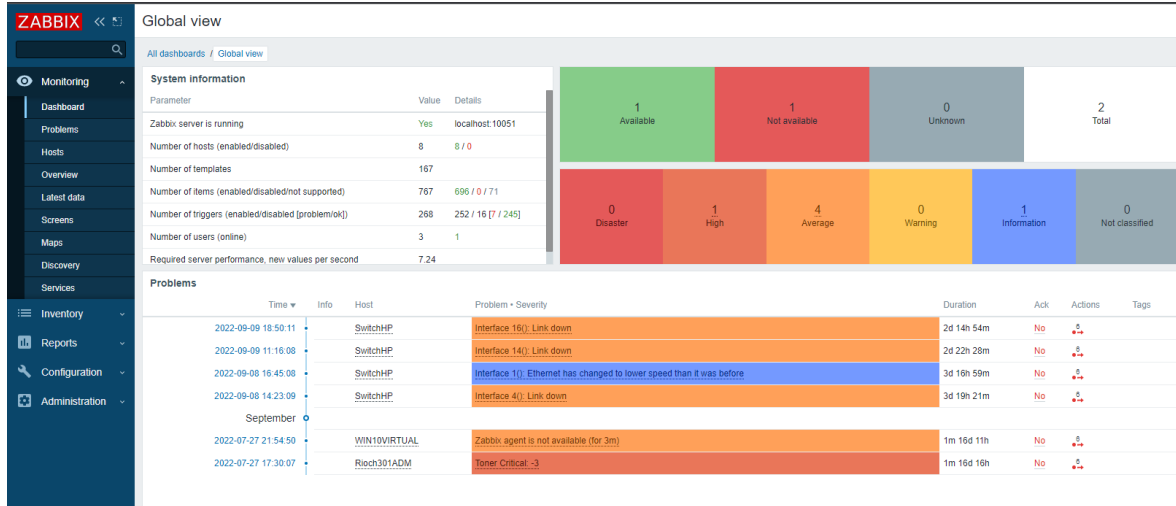 ZABBIX
Global view
All dashboards / Global view
Monitoring
Dashboard
Problems
Hosts
Overview
Latest data
Screens
Maps
Discovery
Services
Inventory
Reports
Configuration
Administration
System information
Parameter Value Details
Zabbix server is running Yes localhost:10051
Number of hosts (enabled/disabled) 8 8 / 0
Number of templates 167
Number of items (enabled/disabled/not supported) 767 696 / 0 / 71
Number of triggers (enabled/disabled [problem/ok]) 268 252 / 16 [7 / 245]
Number of users (online) 3 1
Required server performance, new values per second 7.24
1 Available
1 Not available
0 Unknown
2 Total
0 Disaster
1 High
4 Average
0 Warning
1 Information
0 Not classified
Problems
Time Info Host Problem • Severity Duration Ack Actions Tags
2022-09-09 18:50:11 SwitchHP Interface 16(): Link down 2d 14h 54m No 6
2022-09-09 11:16:08 SwitchHP Interface 14(): Link down 2d 22h 28m No 6
2022-09-08 16:45:08 SwitchHP Interface 1(): Ethernet has changed to lower speed than it was before 3d 16h 59m No 6
2022-09-08 14:23:09 SwitchHP Interface 4(): Link down 3d 19h 21m No 6
September
2022-07-27 21:54:50 WIN10VIRTUAL Zabbix agent is not available (for 3m) 1m 16d 11h No 6
2022-07-27 17:30:07 Rioch301ADM Toner Critical: -3 1m 16d 16h No 6